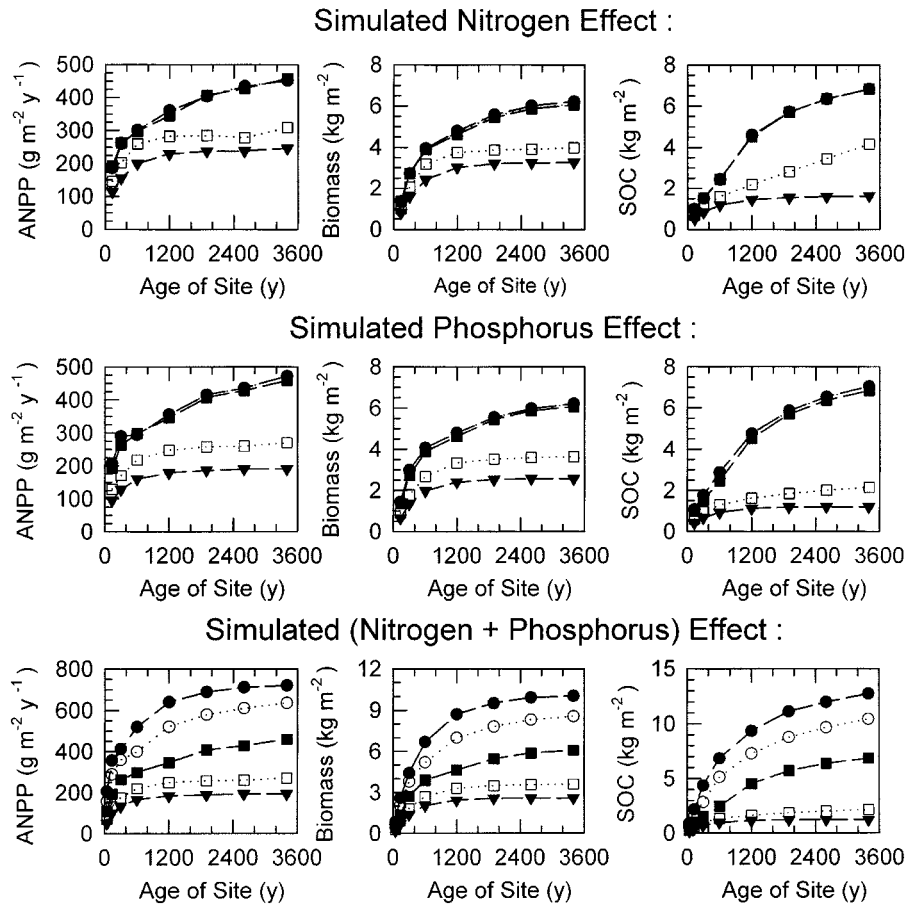 Simulated Nitrogen Effect :
ANPP (g m⁻² y⁻¹)
500
400
300
200
100
0
0 1200 2400 3600
Age of Site (y)
Biomass (kg m⁻²)
8
6
4
2
0
0 1200 2400 3600
Age of Site (y)
SOC (kg m⁻²)
8
6
4
2
0
0 1200 2400 3600
Age of Site (y)
Simulated Phosphorus Effect :
ANPP (g m⁻² y⁻¹)
500
400
300
200
100
0
0 1200 2400 3600
Age of Site (y)
Biomass (kg m⁻²)
8
6
4
2
0
0 1200 2400 3600
Age of Site (y)
SOC (kg m⁻²)
8
6
4
2
0
0 1200 2400 3600
Age of Site (y)
Simulated (Nitrogen + Phosphorus) Effect :
ANPP (g m⁻² y⁻¹)
800
600
400
200
0
0 1200 2400 3600
Age of Site (y)
Biomass (kg m⁻²)
12
9
6
3
0
0 1200 2400 3600
Age of Site (y)
SOC (kg m⁻²)
15
10
5
0
0 1200 2400 3600
Age of Site (y)